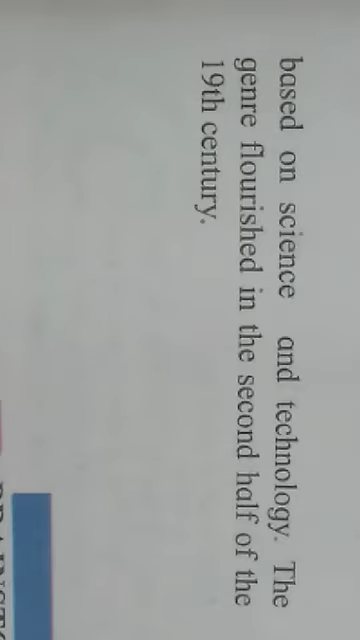 based on science and technology. The
genre flourished in the second half of the
19th century.